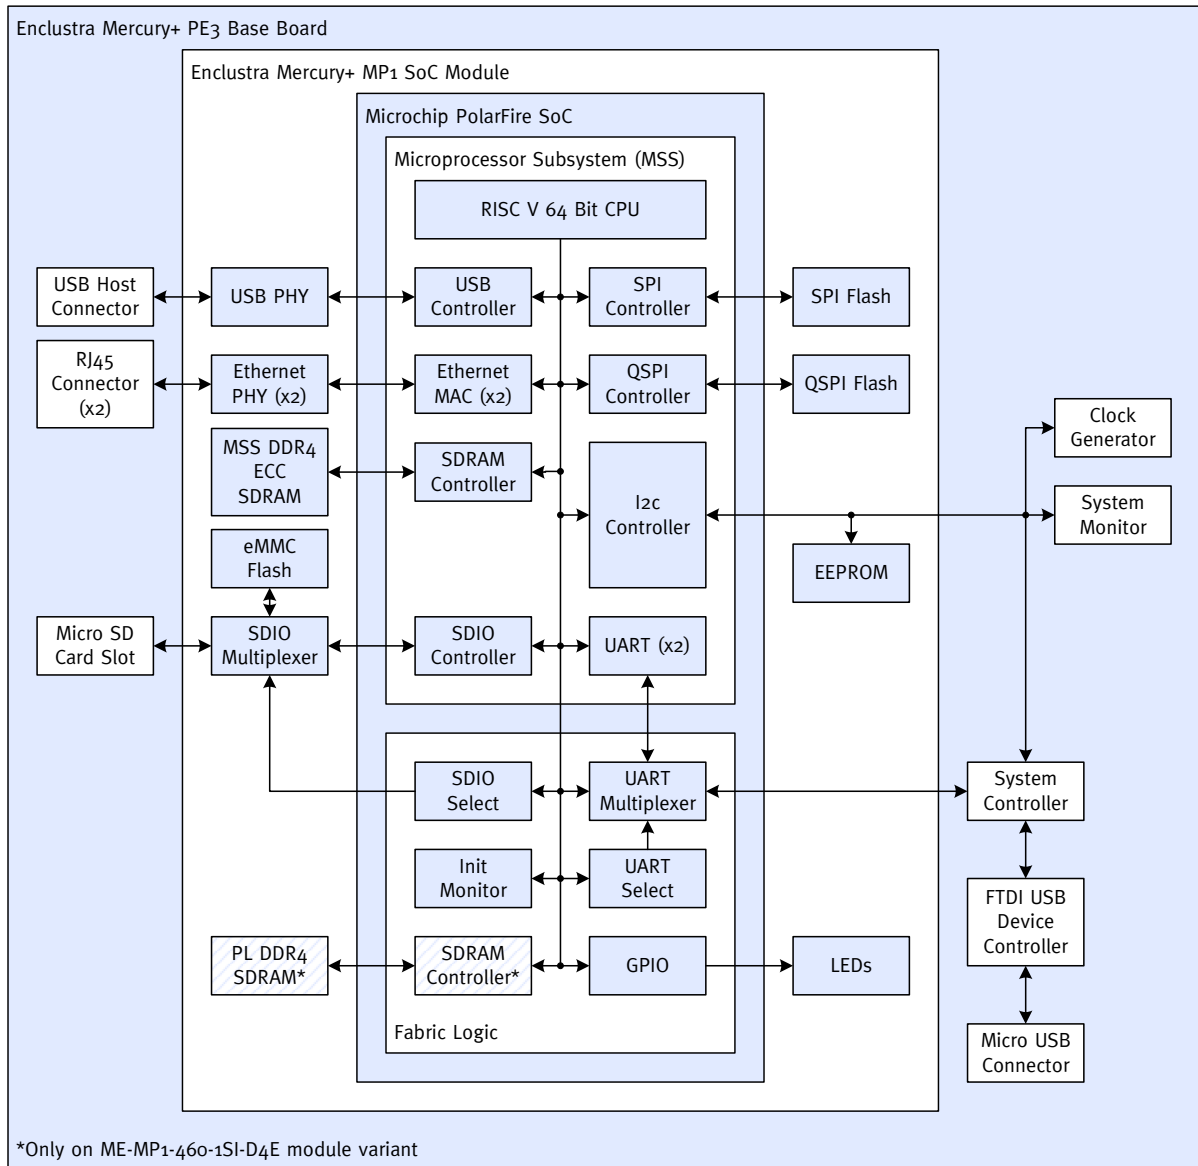 Enclustra Mercury+ PE3 Base Board
Enclustra Mercury+ MP1 SoC Module
Microchip PolarFire SoC
Microprocessor Subsystem (MSS)
RISC V 64 Bit CPU
USB Host
Connector
USB PHY
USB
Controller
SPI
Controller
SPI Flash
RJ45
Connector
(x2)
Ethernet
PHY (x2)
Ethernet
MAC (x2)
QSPI
Controller
QSPI Flash
Clock
Generator
MSS DDR4
ECC
SDRAM
SDRAM
Controller
I2c
Controller
System
Monitor
eMMC
Flash
EEPROM
Micro SD
Card Slot
SDIO
Multiplexer
SDIO
Controller
UART (x2)
SDIO
Select
UART
Multiplexer
System
Controller
Init
Monitor
UART
Select
FTDI USB
Device
Controller
PL DDR4
SDRAM*
SDRAM
Controller*
GPIO
LEDs
Fabric Logic
Micro USB
Connector
*Only on ME-MP1-460-1SI-D4E module variant